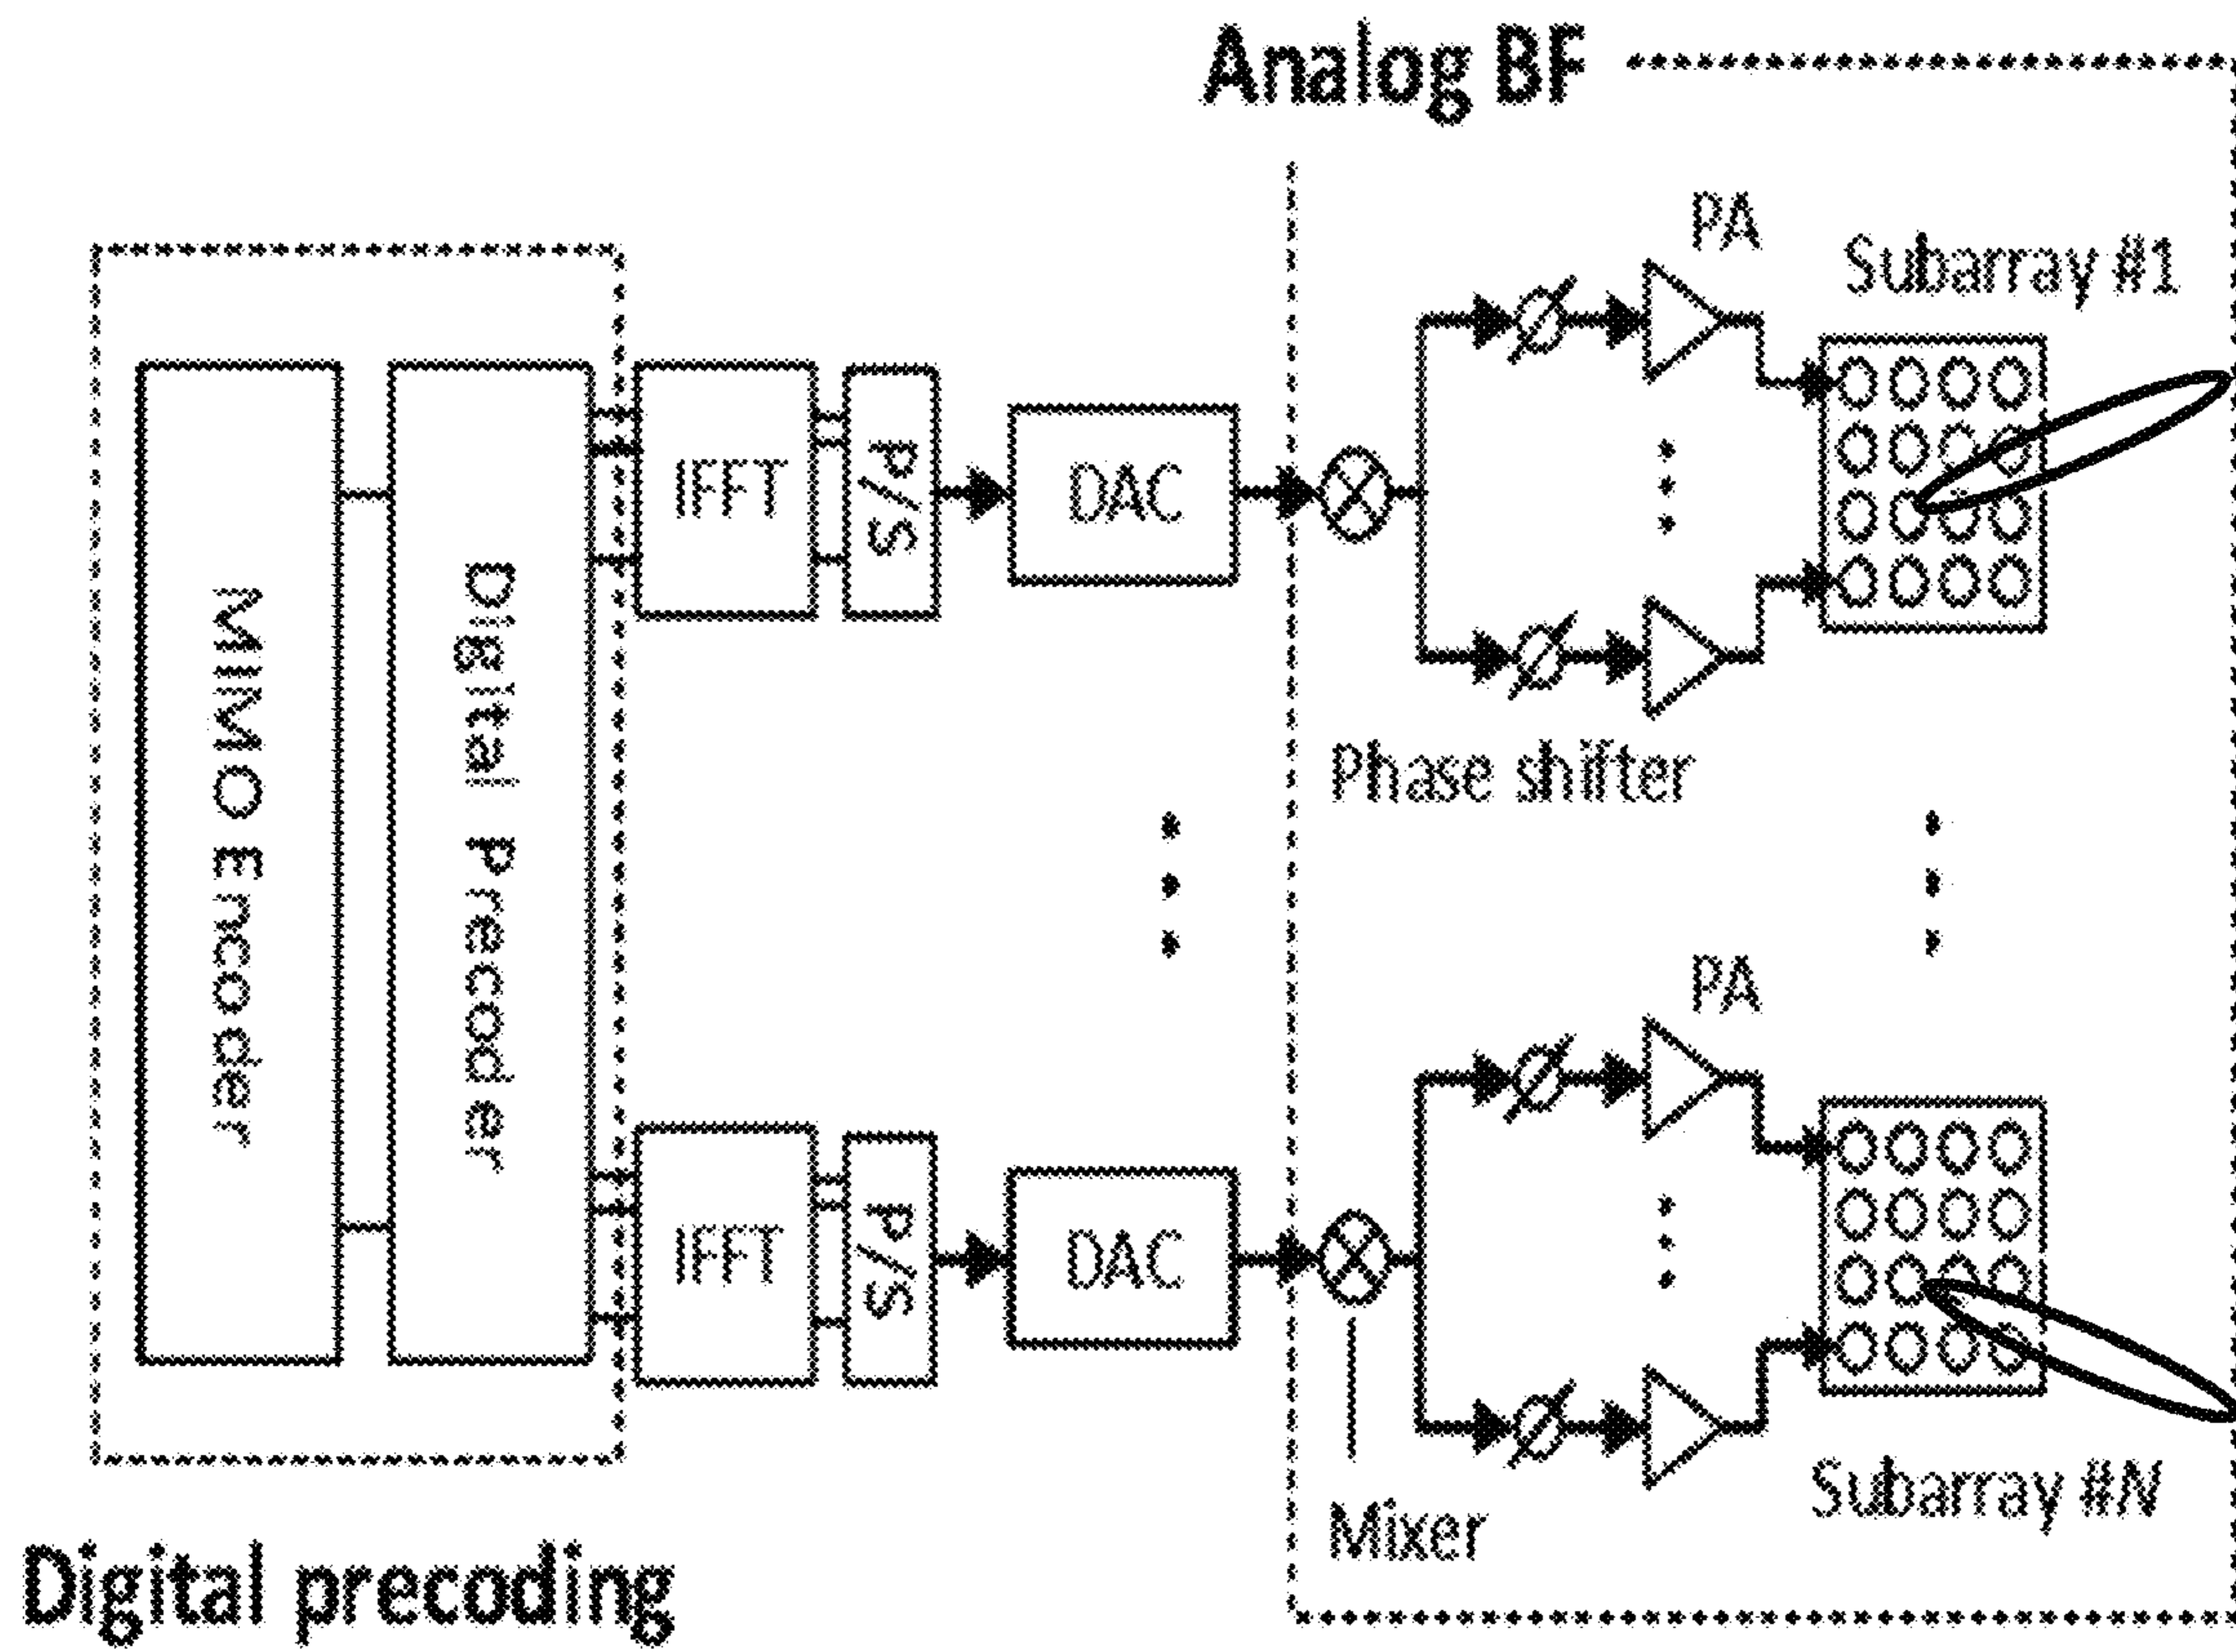 Analog BF
PA
Subarray #1
MIMO Encoder
Digital Precoder
IFFT
P/S
DAC
Phase shifter
PA
IFFT
P/S
DAC
Mixer
Subarray #N
Digital precoding